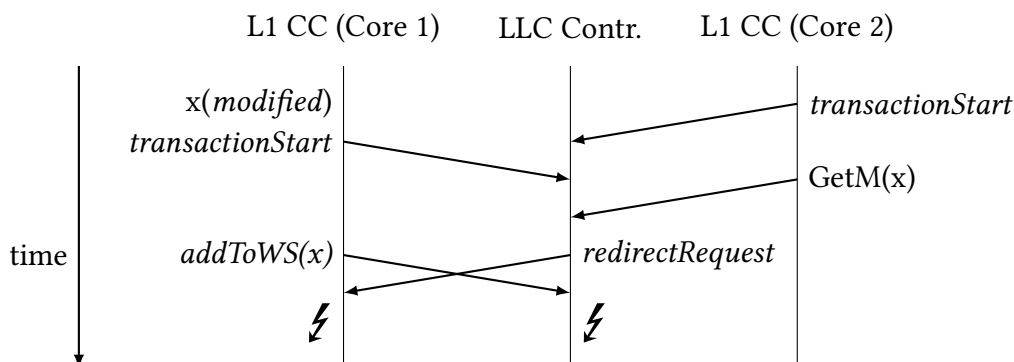 L1 CC (Core 1) LLC Contr. L1 CC (Core 2)
x(modified)
transactionStart
transactionStart
GetM(x)
time
addToWS(x)
redirectRequest